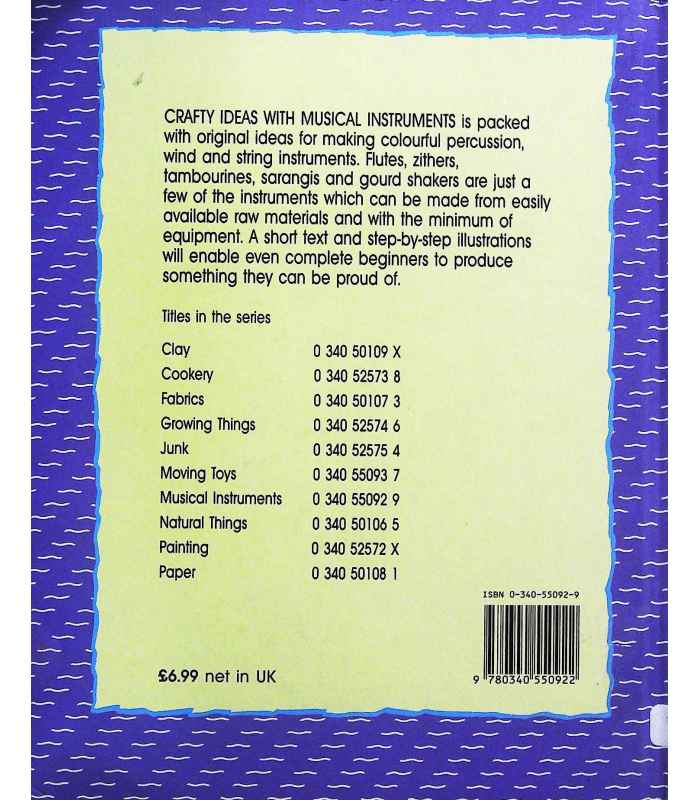 CRAFTY IDEAS WITH MUSICAL INSTRUMENTS is packed
with original ideas for making colourful percussion,
wind and string instruments. Flutes, zithers,
tambourines, sarangis and gourd shakers are just a
few of the instruments which can be made from easily
available raw materials and with the minimum of
equipment. A short text and step-by-step illustrations
will enable even complete beginners to produce
something they can be proud of.
Titles in the series
Clay 0 340 50109 X
Cookery 0 340 52573 8
Fabrics 0 340 50107 3
Growing Things 0 340 52574 6
Junk 0 340 52575 4
Moving Toys 0 340 55093 7
Musical Instruments 0 340 55092 9
Natural Things 0 340 50106 5
Painting 0 340 52572 X
Paper 0 340 50108 1
ISBN 0-340-55092-9
9 780340 550922
£6.99 net in UK